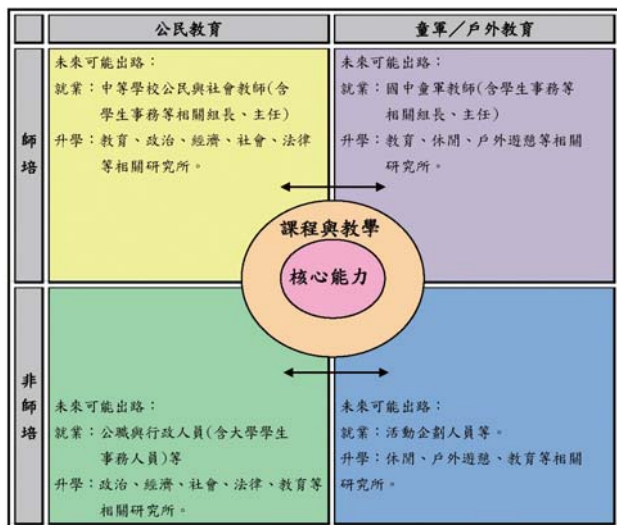 公民教育
童軍／戶外教育
師培
未來可能出路：
就業：中等學校公民與社會教師(含
學生事務等相關組長、主任)
升學：教育、政治、經濟、社會、法律
等相關研究所。
未來可能出路：
就業：國中童軍教師(含學生事務等
相關組長、主任)
升學：教育、休閒、戶外遊憩等相關
研究所。
課程與教學
核心能力
非師培
未來可能出路：
就業：公職與行政人員(含大學學生
事務人員)等
升學：政治、經濟、社會、法律、教育等
相關研究所。
未來可能出路：
就業：活動企劃人員等。
升學：休閒、戶外遊憩、教育等相關
研究所。